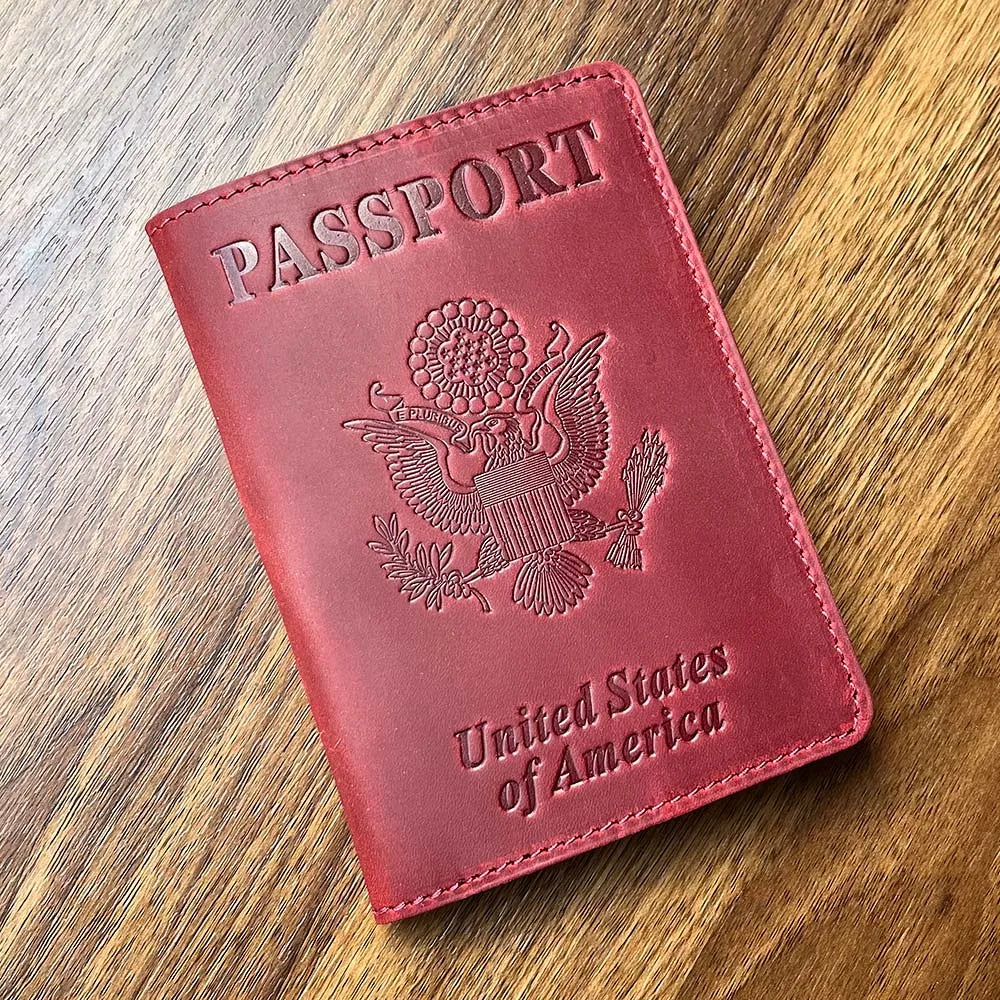 PASSPORT
E PLURIBUS
United States
of America